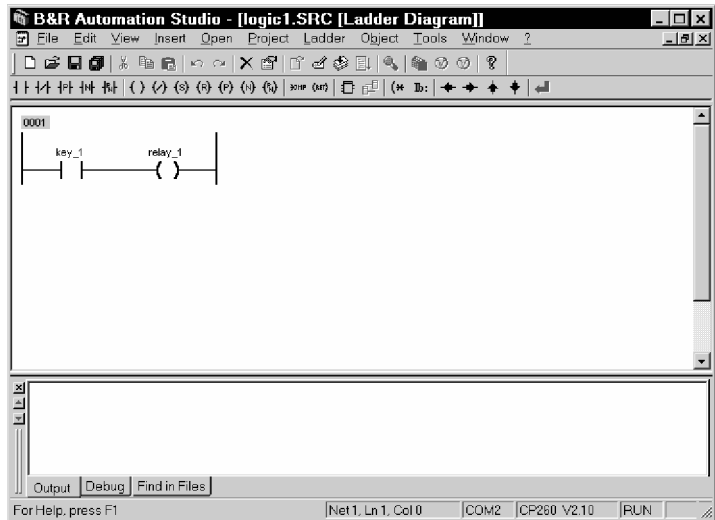 B&R Automation Studio - [logic1.SRC [Ladder Diagram]]
File Edit View Insert Open Project Ladder Object Tools Window ?
0001
key_1 relay_1
Output Debug Find in Files
For Help, press F1 Net 1, Ln 1, Col 0 COM2 CP260 V2.10 RUN